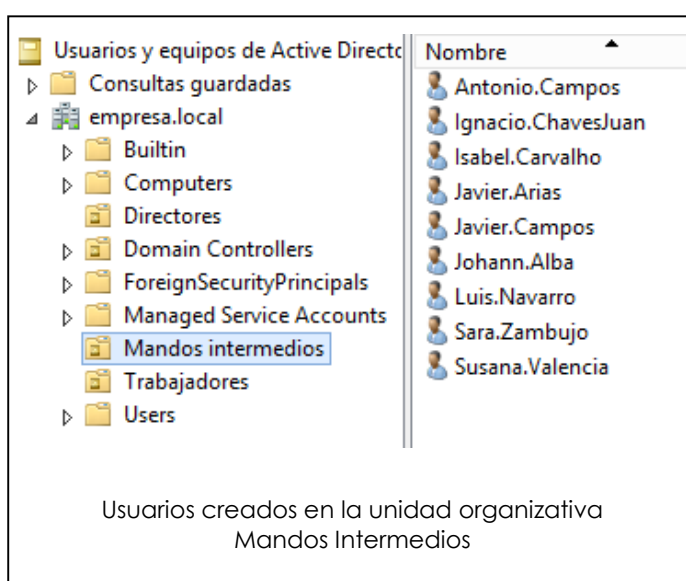 Usuarios y equipos de Active Directo
Consultas guardadas
empresa.local
Builtin
Computers
Directores
Domain Controllers
ForeignSecurityPrincipals
Managed Service Accounts
Mandos intermedios
Trabajadores
Users
Nombre
Antonio.Campos
Ignacio.ChavesJuan
Isabel.Carvalho
Javier.Arias
Javier.Campos
Johann.Alba
Luis.Navarro
Sara.Zambujo
Susana.Valencia
Usuarios creados en la unidad organizativa
Mandos Intermedios